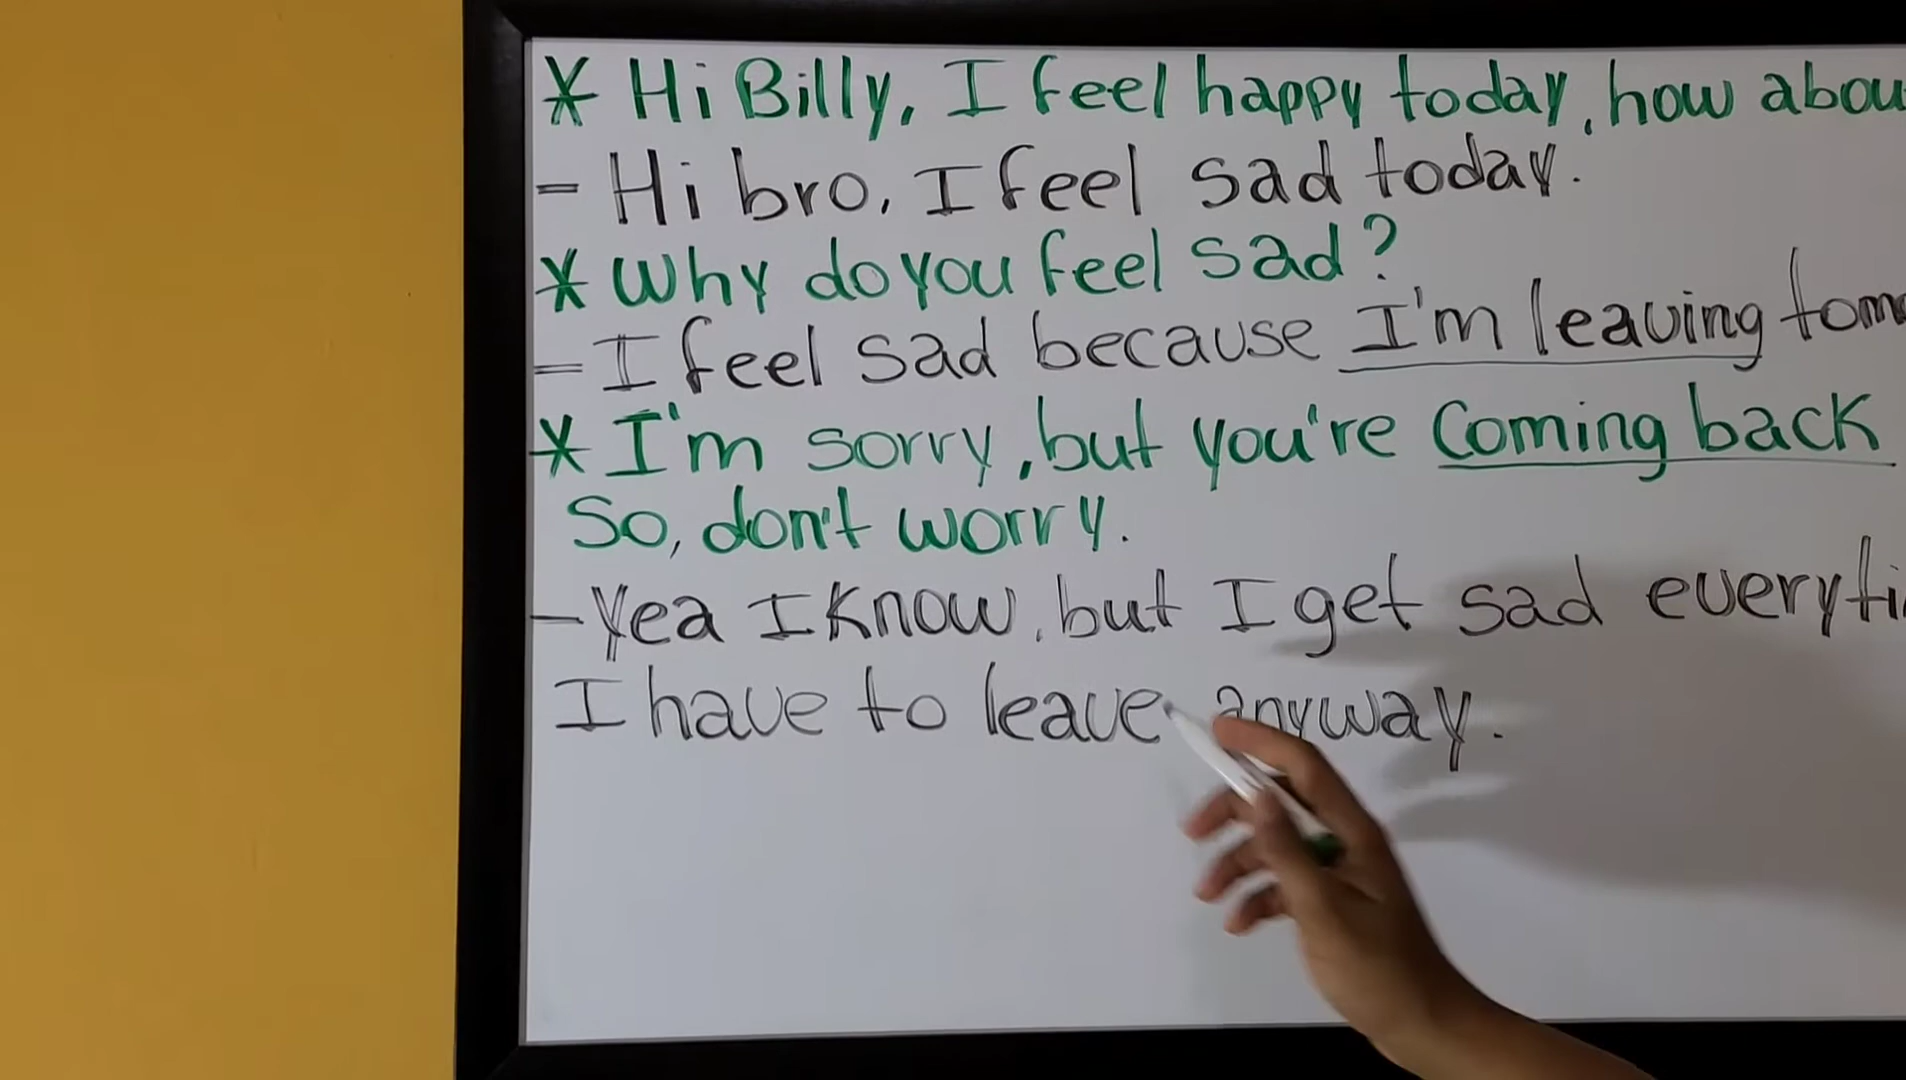 * Hi Billy, I feel happy today, how abou
- Hi bro, I feel sad today.
* Why do you feel sad?
- I feel sad because I'm leaving tomo
* I'm sorry, but you're coming back
So, don't worry.
- Yea I know, but I get sad everyti
I have to leave anyway.